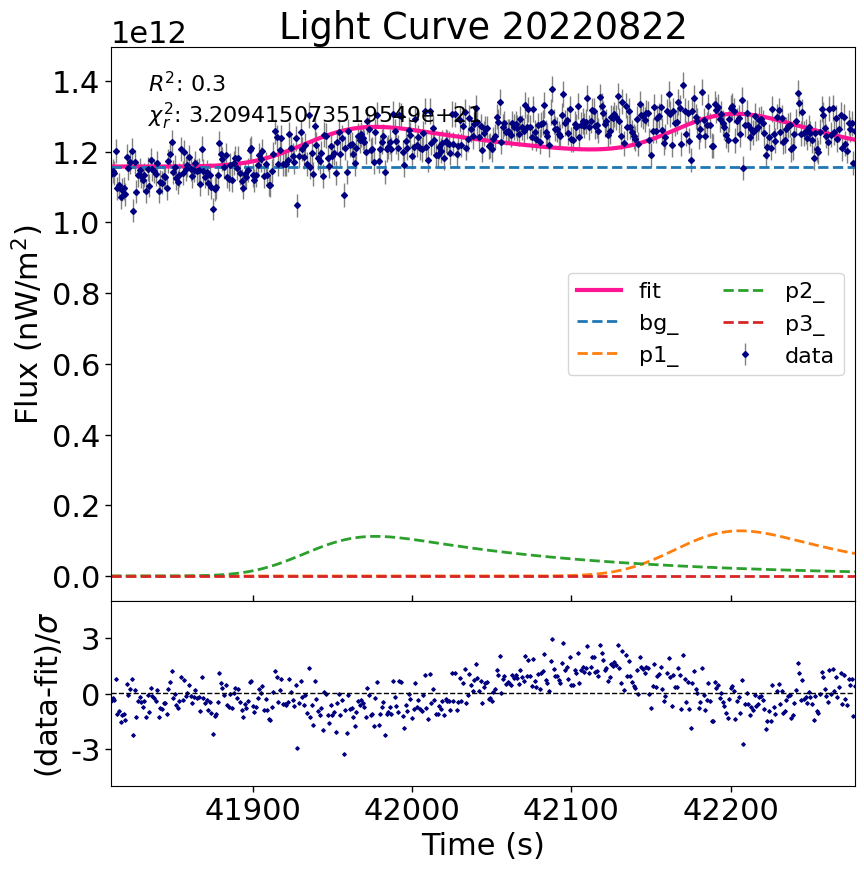 Light Curve 20220822
1e12
R²: 0.3
χ²ᵣ: 3.209415073519549e+21
1.4
1.2
1.0
0.8
0.6
0.4
0.2
0.0
Flux (nW/m²)
fit
bg_
p1_
p2_
p3_
data
3
0
-3
(data-fit)/σ
41900 42000 42100 42200
Time (s)